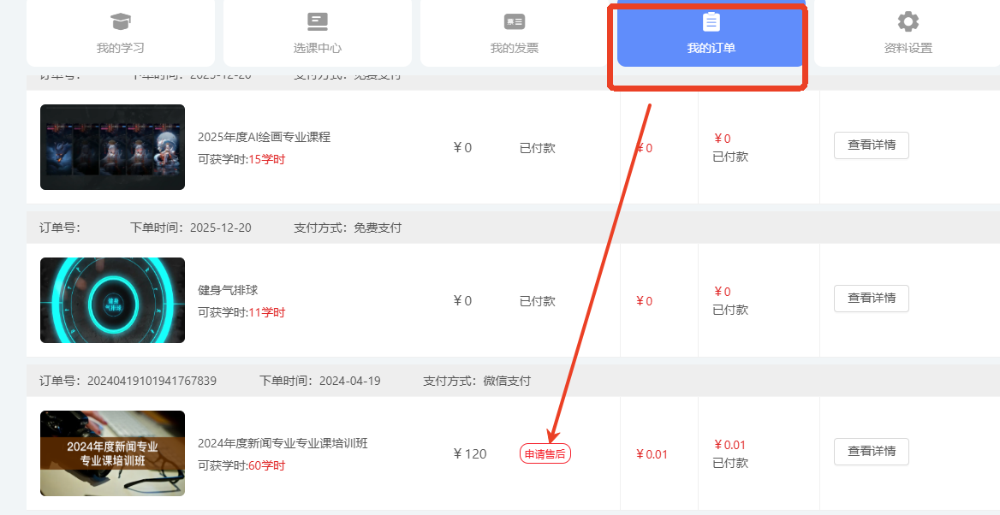 我的学习
选课中心
我的发票
我的订单
资料设置
订单号： 下单时间：2025-12-20 支付方式：免费支付
2025年度AI绘画专业课程
可获学时:15学时
￥0
已付款
￥0
￥0
已付款
查看详情
订单号： 下单时间：2025-12-20 支付方式：免费支付
健身
气排球
健身气排球
可获学时:11学时
￥0
已付款
￥0
￥0
已付款
查看详情
订单号：20240419101941767839 下单时间：2024-04-19 支付方式：微信支付
2024年度新闻专业
专业课培训班
2024年度新闻专业专业课培训班
可获学时:60学时
￥120
申请售后
￥0.01
￥0.01
已付款
查看详情